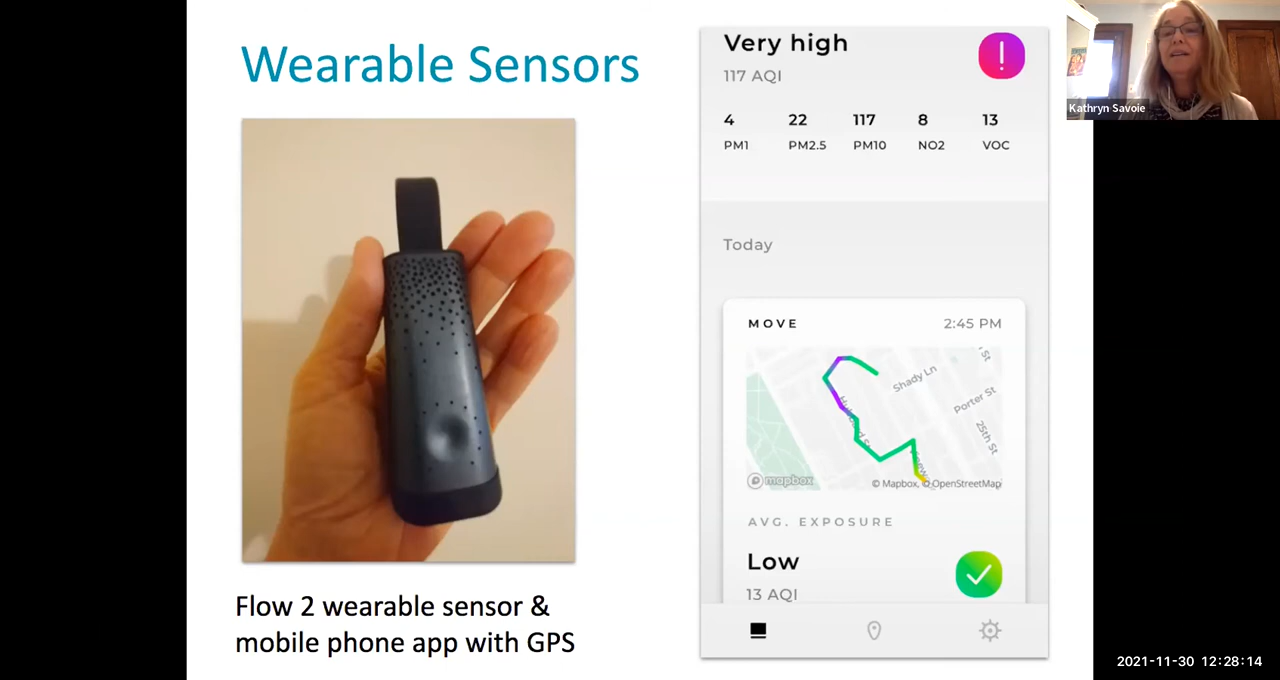 Wearable Sensors
Very high
117 AQI
4 22 117 8 13
PM1 PM2.5 PM10 NO2 VOC
Kathryn Savoie
Today
MOVE 2:45 PM
St
Shady Ln
Porter St
25th St
mapbox
© Mapbox, © OpenStreetMap
AVG. EXPOSURE
Low
13 AQI
Flow 2 wearable sensor &
mobile phone app with GPS
2021-11-30 12:28:14